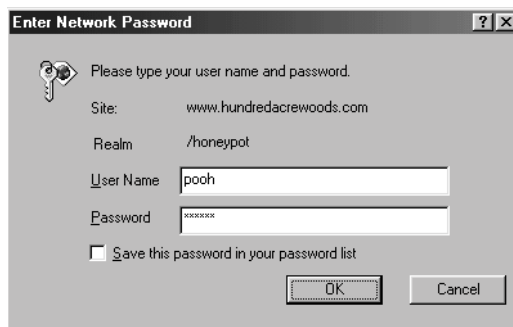 Enter Network Password
? X
Please type your user name and password.
Site: www.hundredacrewoods.com
Realm /honeypot
User Name pooh
Password ××××××
Save this password in your password list
OK Cancel